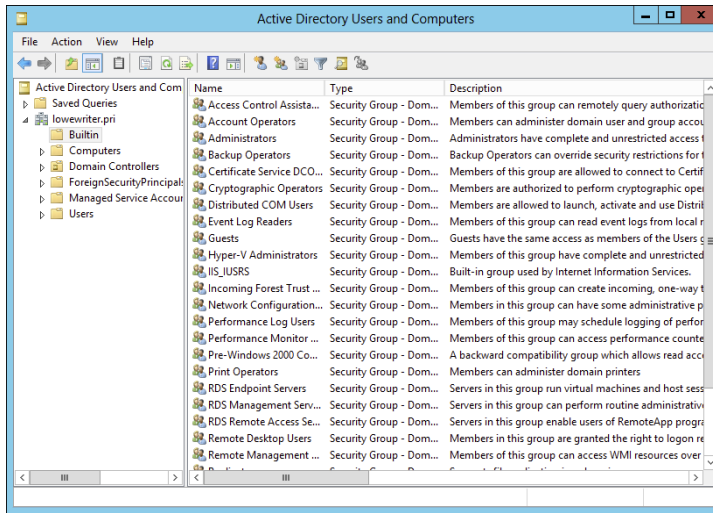 Active Directory Users and Computers
File Action View Help
Active Directory Users and Com
Saved Queries
lowewriter.pri
Builtin
Computers
Domain Controllers
ForeignSecurityPrincipals
Managed Service Accour
Users
Name Type Description
Access Control Assista... Security Group - Dom... Members of this group can remotely query authorizatic
Account Operators Security Group - Dom... Members can administer domain user and group accou
Administrators Security Group - Dom... Administrators have complete and unrestricted access t
Backup Operators Security Group - Dom... Backup Operators can override security restrictions for t
Certificate Service DCO... Security Group - Dom... Members of this group are allowed to connect to Certif
Cryptographic Operators Security Group - Dom... Members are authorized to perform cryptographic oper
Distributed COM Users Security Group - Dom... Members are allowed to launch, activate and use Distrib
Event Log Readers Security Group - Dom... Members of this group can read event logs from local r
Guests Security Group - Dom... Guests have the same access as members of the Users g
Hyper-V Administrators Security Group - Dom... Members of this group have complete and unrestricted
IIS_IUSRS Security Group - Dom... Built-in group used by Internet Information Services.
Incoming Forest Trust ... Security Group - Dom... Members of this group can create incoming, one-way t
Network Configuration... Security Group - Dom... Members in this group can have some administrative p
Performance Log Users Security Group - Dom... Members of this group may schedule logging of perfor
Performance Monitor ... Security Group - Dom... Members of this group can access performance counte
Pre-Windows 2000 Co... Security Group - Dom... A backward compatibility group which allows read acc
Print Operators Security Group - Dom... Members can administer domain printers
RDS Endpoint Servers Security Group - Dom... Servers in this group run virtual machines and host sess
RDS Management Serv... Security Group - Dom... Servers in this group can perform routine administrativ
RDS Remote Access Se... Security Group - Dom... Servers in this group enable users of RemoteApp progra
Remote Desktop Users Security Group - Dom... Members in this group are granted the right to logon re
Remote Management ... Security Group - Dom... Members of this group can access WMI resources over